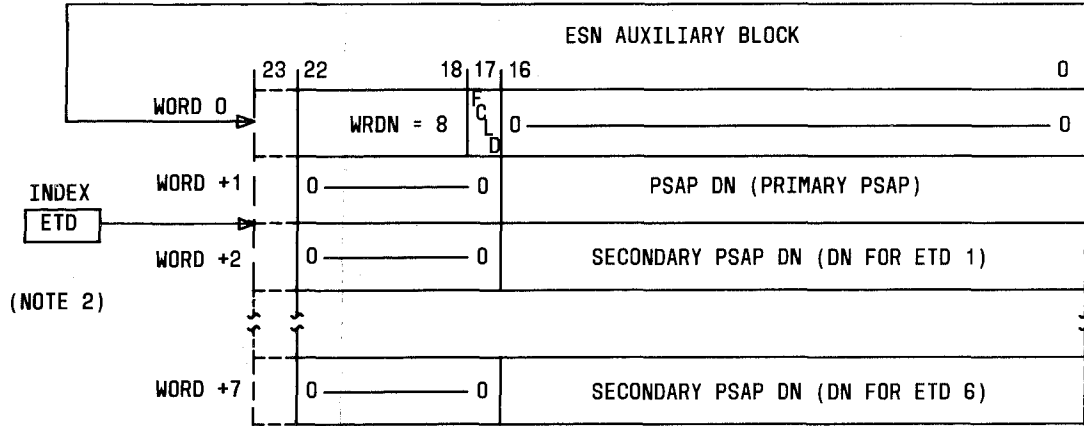 ESN AUXILIARY BLOCK
23 22 18 17 16 0
WORD 0 WRDN = 8 FCLD 0 0
WORD +1 0 0 PSAP DN (PRIMARY PSAP)
INDEX
ETD
WORD +2 0 0 SECONDARY PSAP DN (DN FOR ETD 1)
(NOTE 2)
WORD +7 0 0 SECONDARY PSAP DN (DN FOR ETD 6)